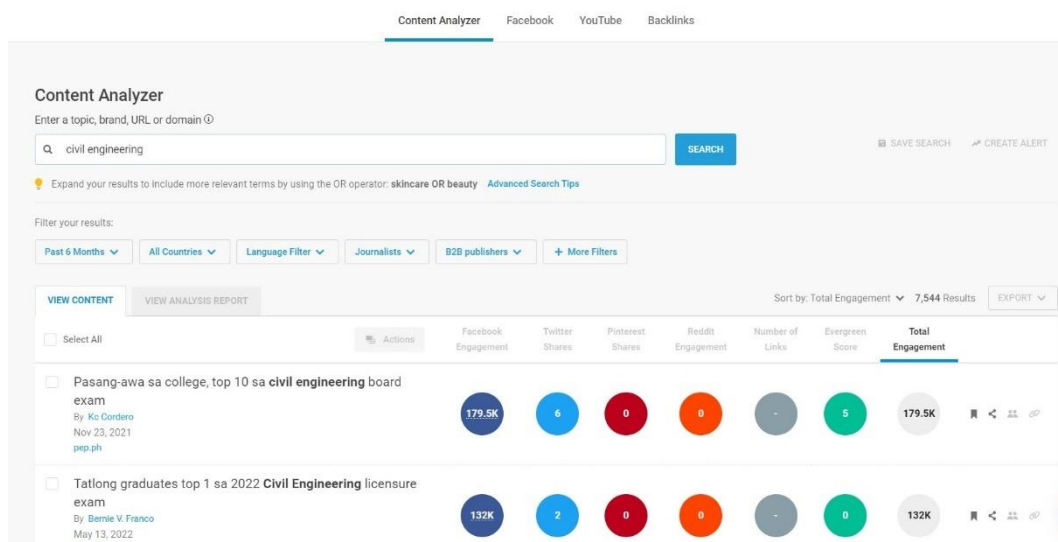 Content Analyzer Facebook YouTube Backlinks
Content Analyzer
Enter a topic, brand, URL or domain
civil engineering SEARCH SAVE SEARCH CREATE ALERT
Expand your results to include more relevant terms by using the OR operator: skincare OR beauty Advanced Search Tips
Filter your results:
Past 6 Months All Countries Language Filter Journalists B2B publishers + More Filters
VIEW CONTENT VIEW ANALYSIS REPORT Sort by: Total Engagement 7,544 Results EXPORT
Select All Actions
Facebook Engagement Twitter Shares Pinterest Shares Reddit Engagement Number of Links Evergreen Score Total Engagement
Pasang-awa sa college, top 10 sa civil engineering board
exam
By Kc Cordero
Nov 23, 2021
pep.ph
179.5K 6 0 0 - 5 179.5K
Tatlong graduates top 1 sa 2022 Civil Engineering licensure
exam
By Bernie V. Franco
May 13, 2022
132K 2 0 0 - 0 132K